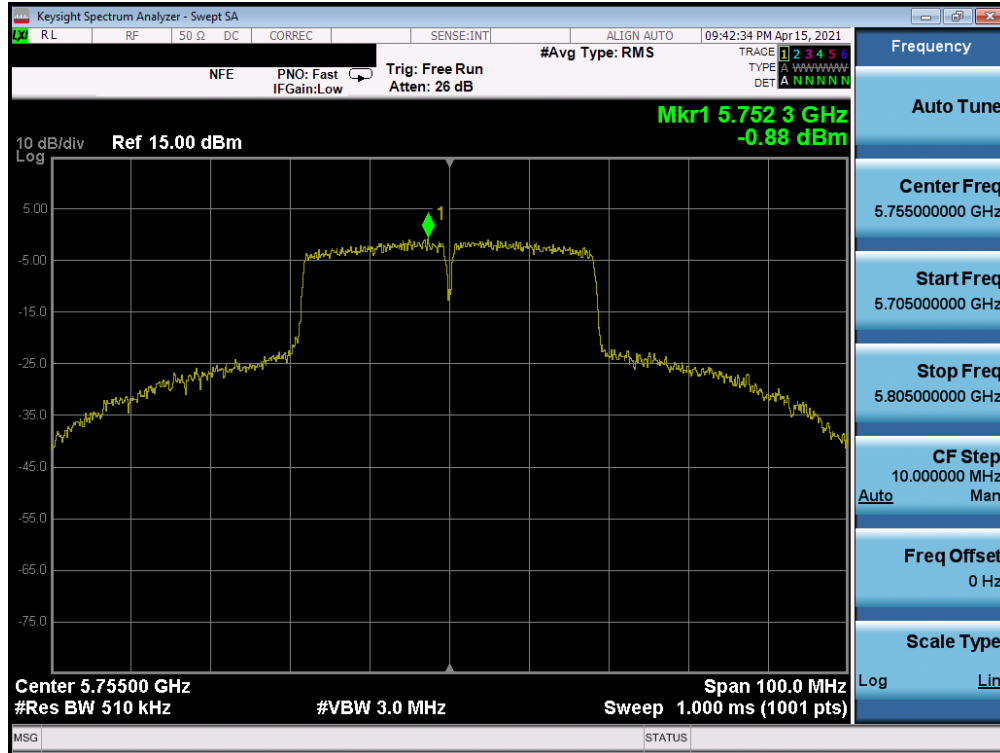 Keysight Spectrum Analyzer - Swept SA
LXI RL RF 50 Ω DC CORREC SENSE:INT ALIGN AUTO 09:42:34 PM Apr 15, 2021
NFE PNO: Fast IFGain:Low Trig: Free Run Atten: 26 dB #Avg Type: RMS
TRACE 1 2 3 4 5 6
TYPE A WWWWW
DET A N N N N N
Mkr1 5.752 3 GHz
-0.88 dBm
10 dB/div Ref 15.00 dBm
Log
1
5.00
-5.00
-15.0
-25.0
-35.0
-45.0
-55.0
-65.0
-75.0
Center 5.75500 GHz Span 100.0 MHz
#Res BW 510 kHz #VBW 3.0 MHz Sweep 1.000 ms (1001 pts)
MSG STATUS
Frequency
Auto Tune
Center Freq
5.755000000 GHz
Start Freq
5.705000000 GHz
Stop Freq
5.805000000 GHz
CF Step
10.000000 MHz
Auto Man
Freq Offset
0 Hz
Scale Type
Log Lin